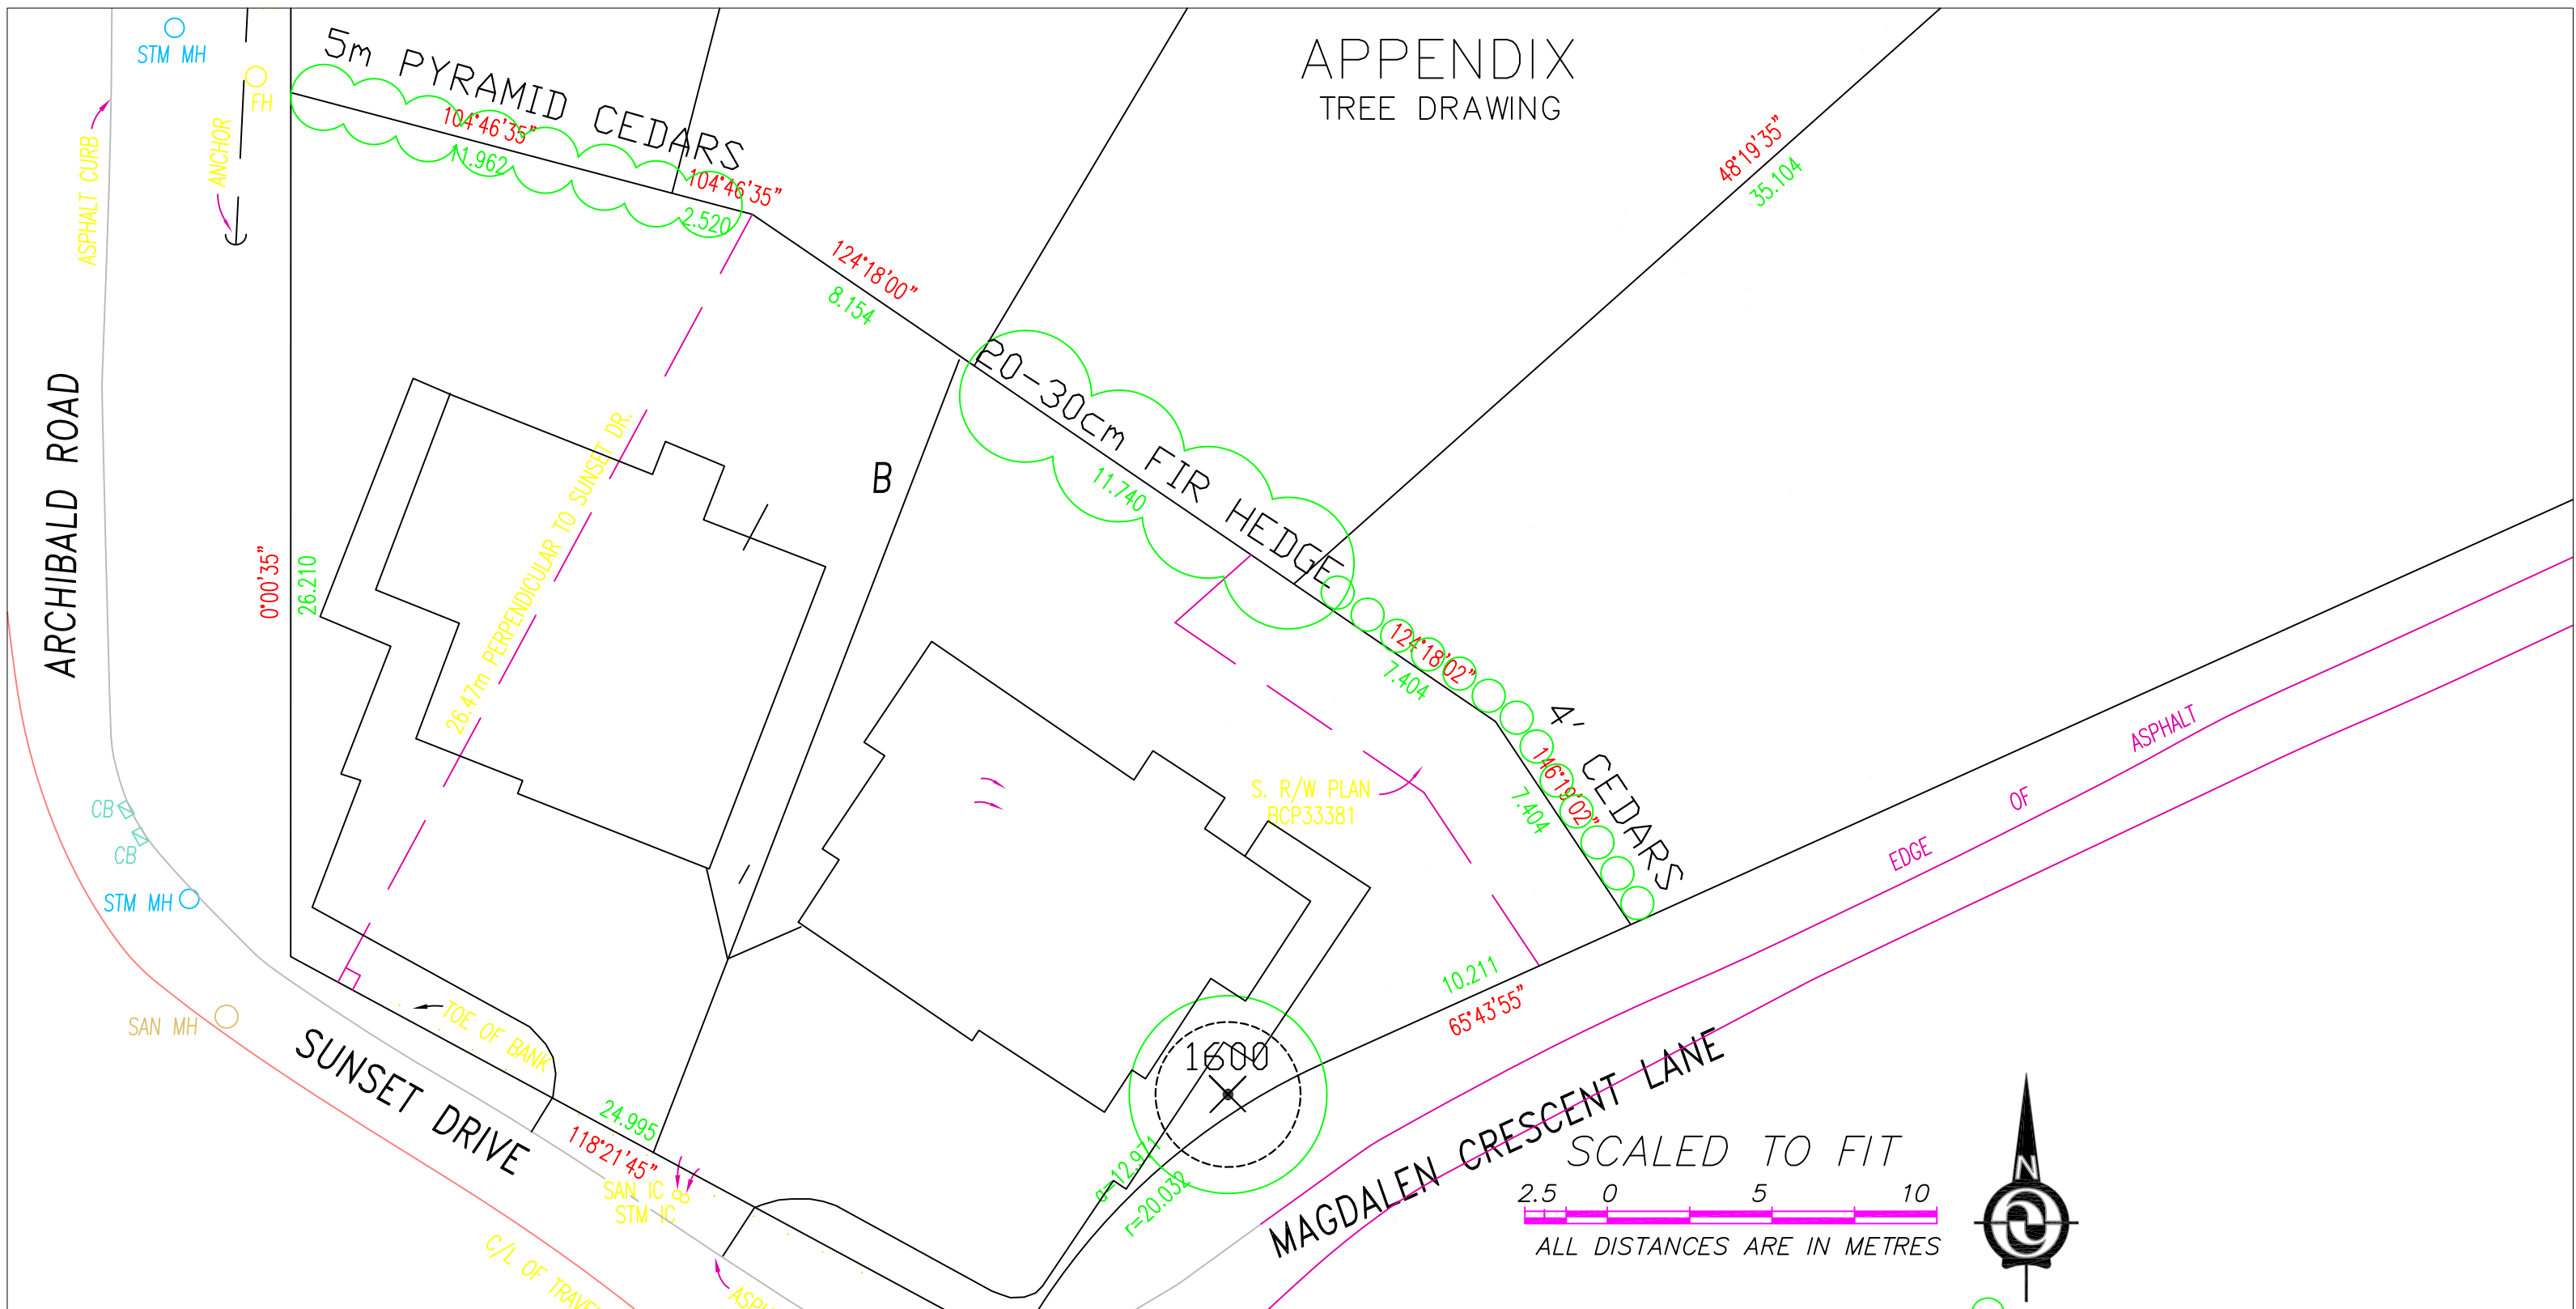 APPENDIX
TREE DRAWING
STM MH
FH
5m PYRAMID CEDARS
104°46'35"
11.962
104°46'35"
2.520
ASPHALT CURB
ANCHOR
48°19'35"
35.104
124°18'00"
8.154
20-30cm FIR HEDGE
11.740
ARCHIBALD ROAD
0°00'35"
26.210
26.47m PERPENDICULAR TO SUNSET DR.
B
124°18'02"
7.404
4' CEDARS
146°19'02"
7.404
S. R/W PLAN
BCP33381
EDGE OF ASPHALT
CB
CB
STM MH
SAN MH
TOE OF BANK
SUNSET DRIVE
24.995
118°21'45"
SAN IC
STM IC
C/L OF TRAVE
ASPH
1600
10.211
65°43'55"
a=12.971
r=20.032
MAGDALEN CRESCENT LANE
SCALED TO FIT
2.5 0 5 10
ALL DISTANCES ARE IN METRES
N